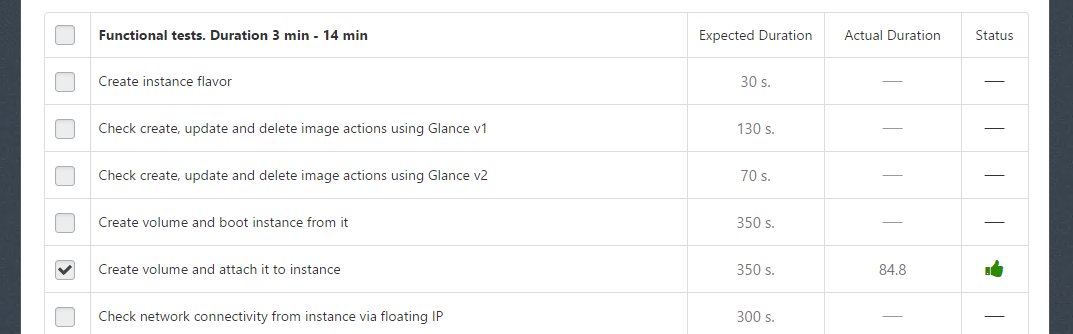 Functional tests. Duration 3 min - 14 min Expected Duration Actual Duration Status
Create instance flavor 30 s. — —
Check create, update and delete image actions using Glance v1 130 s. — —
Check create, update and delete image actions using Glance v2 70 s. — —
Create volume and boot instance from it 350 s. — —
Create volume and attach it to instance 350 s. 84.8
Check network connectivity from instance via floating IP 300 s. — —